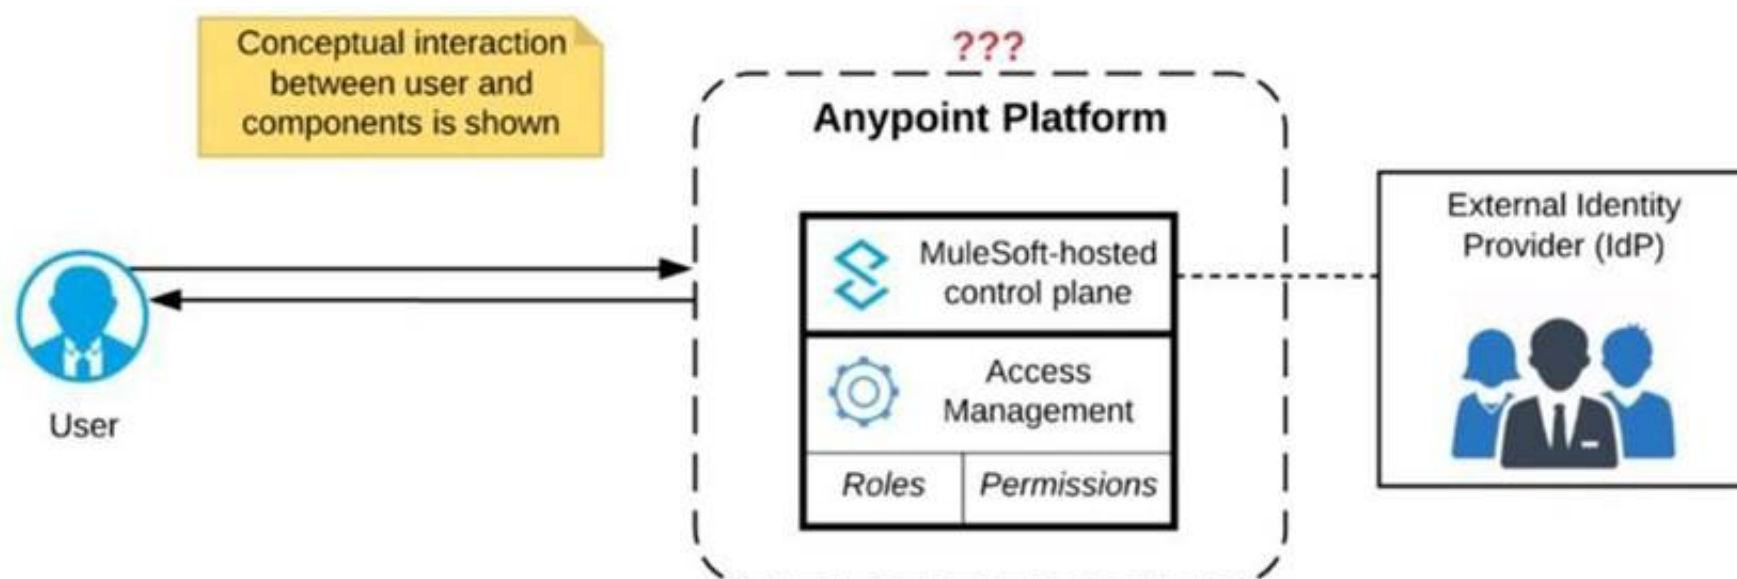 Conceptual interaction
between user and
components is shown
???
Anypoint Platform
MuleSoft-hosted
control plane
Access
Management
Roles
Permissions
User
External Identity
Provider (IdP)